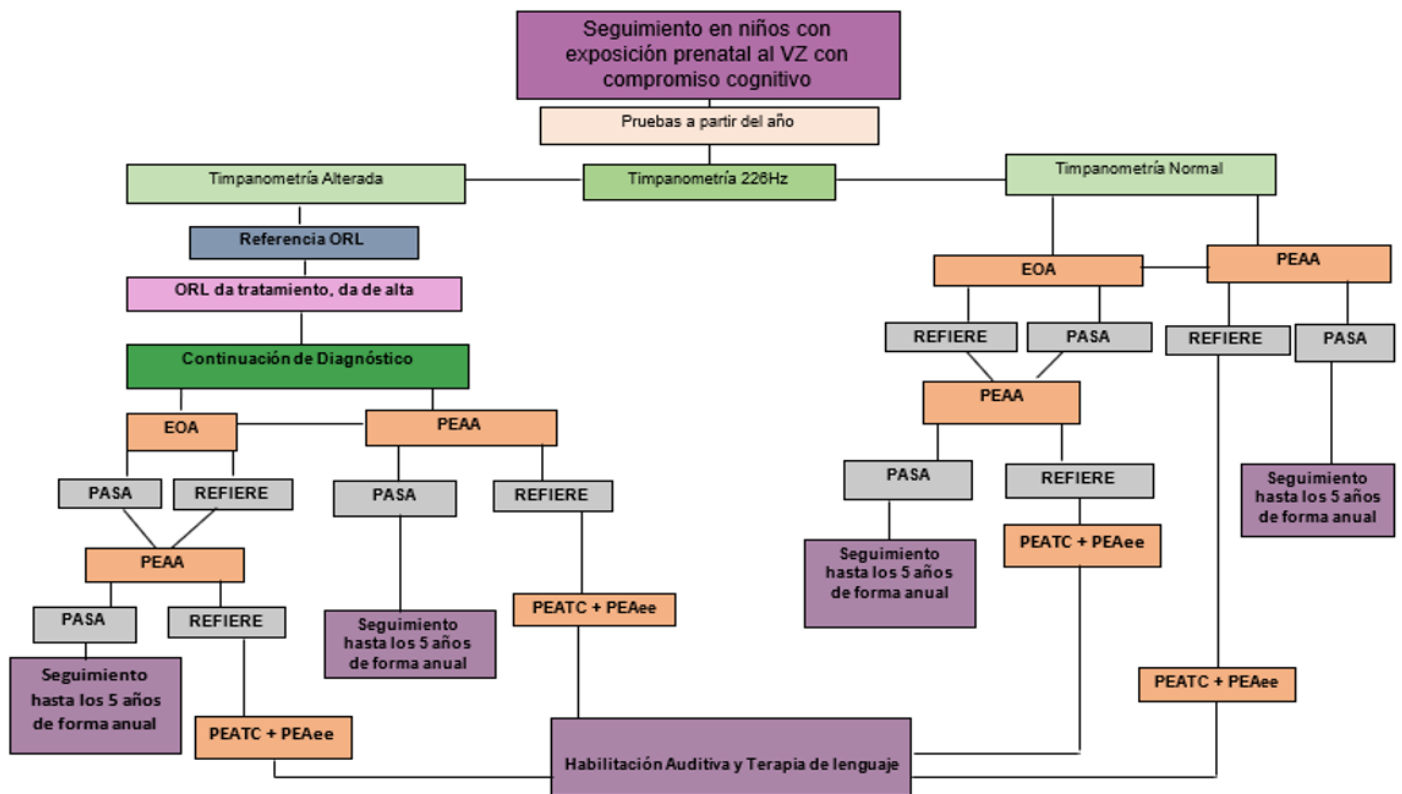 Seguimiento en niños con
exposición prenatal al VZ con
compromiso cognitivo
Pruebas a partir del año
Timpanometría Alterada
Timpanometría 226Hz
Timpanometría Normal
Referencia ORL
EOA
PEAA
ORL da tratamiento, da de alta
REFIERE
PASA
REFIERE
PASA
Continuación de Diagnóstico
PEAA
EOA
PEAA
PASA
REFIERE
PASA
REFIERE
PASA
REFIERE
Seguimiento
hasta los 5 años
de forma anual
PEAA
PEATC + PEAee
Seguimiento
hasta los 5 años
de forma anual
PASA
REFIERE
Seguimiento
hasta los 5 años
de forma anual
PEATC + PEAee
Seguimiento
hasta los 5 años
de forma anual
PEATC + PEAee
PEATC + PEAee
Habilitación Auditiva y Terapia de lenguaje